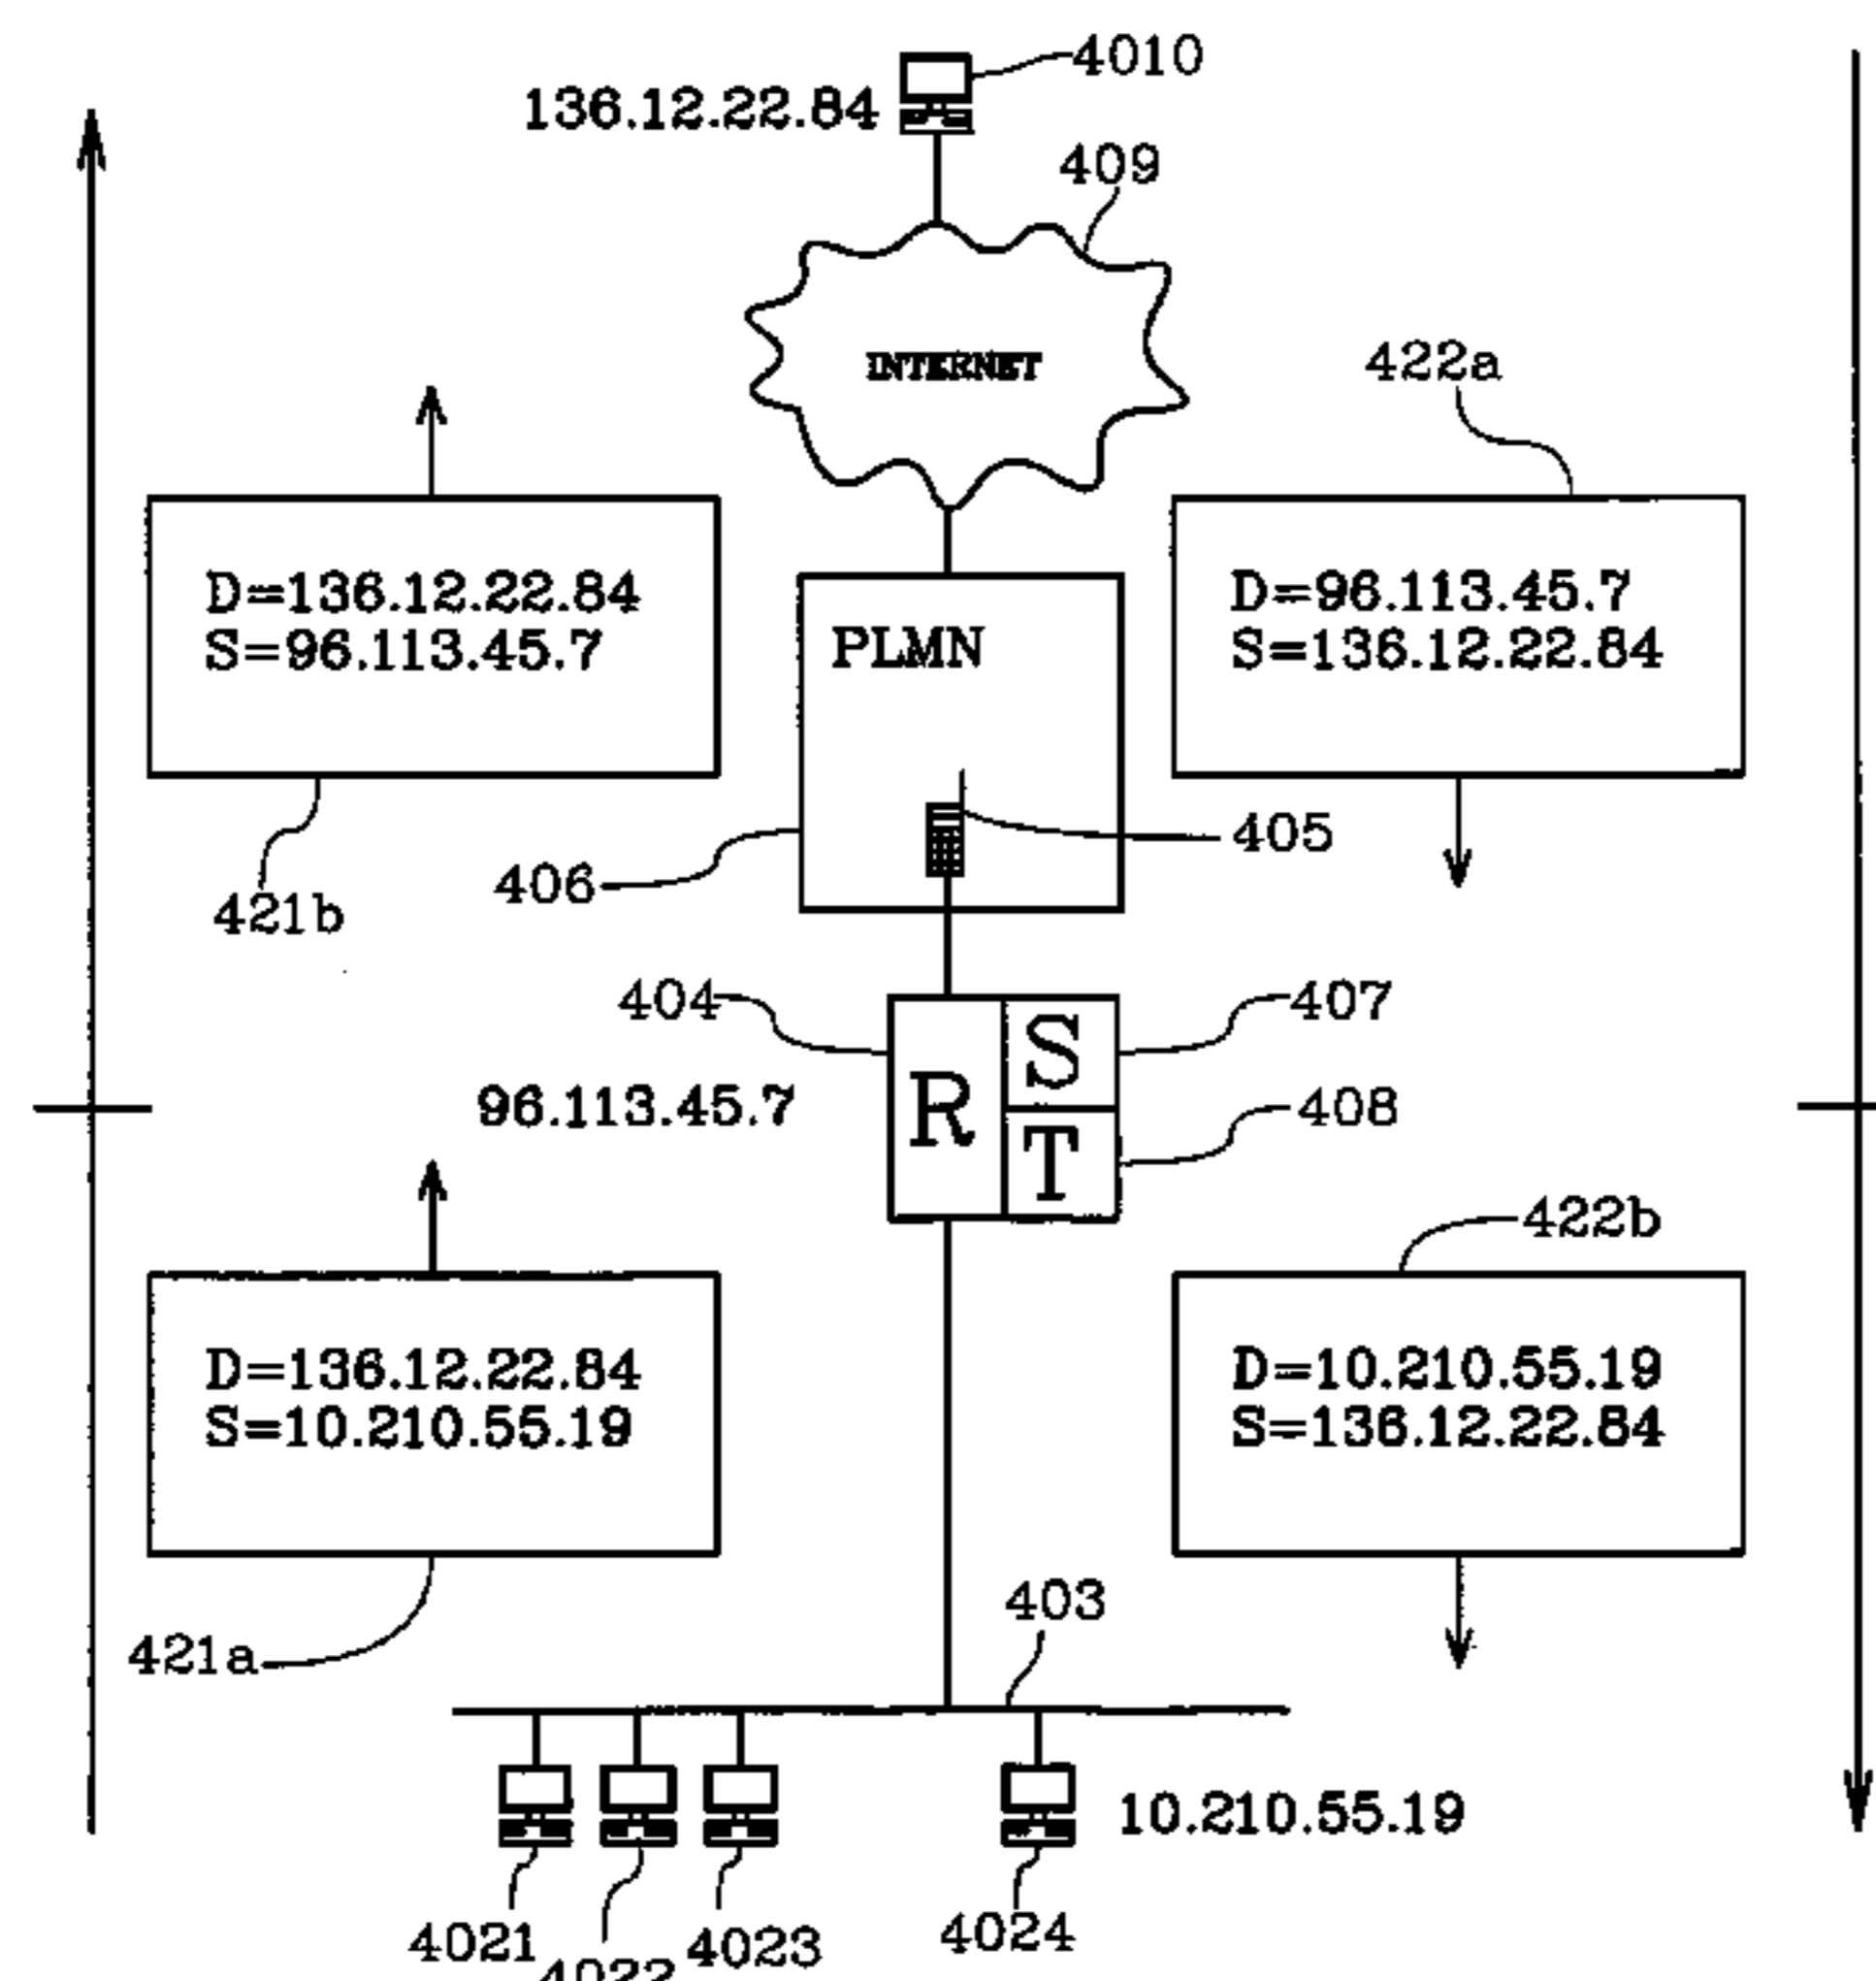 4010
136.12.22.84
409
INTERNET
422a
D=136.12.22.84
S=96.113.45.7
PLMN
D=96.113.45.7
S=136.12.22.84
405
406
421b
404
S
407
R
96.113.45.7
T
408
422b
D=136.12.22.84
S=10.210.55.19
D=10.210.55.19
S=136.12.22.84
403
421a
10.210.55.19
4021
4022
4023
4024